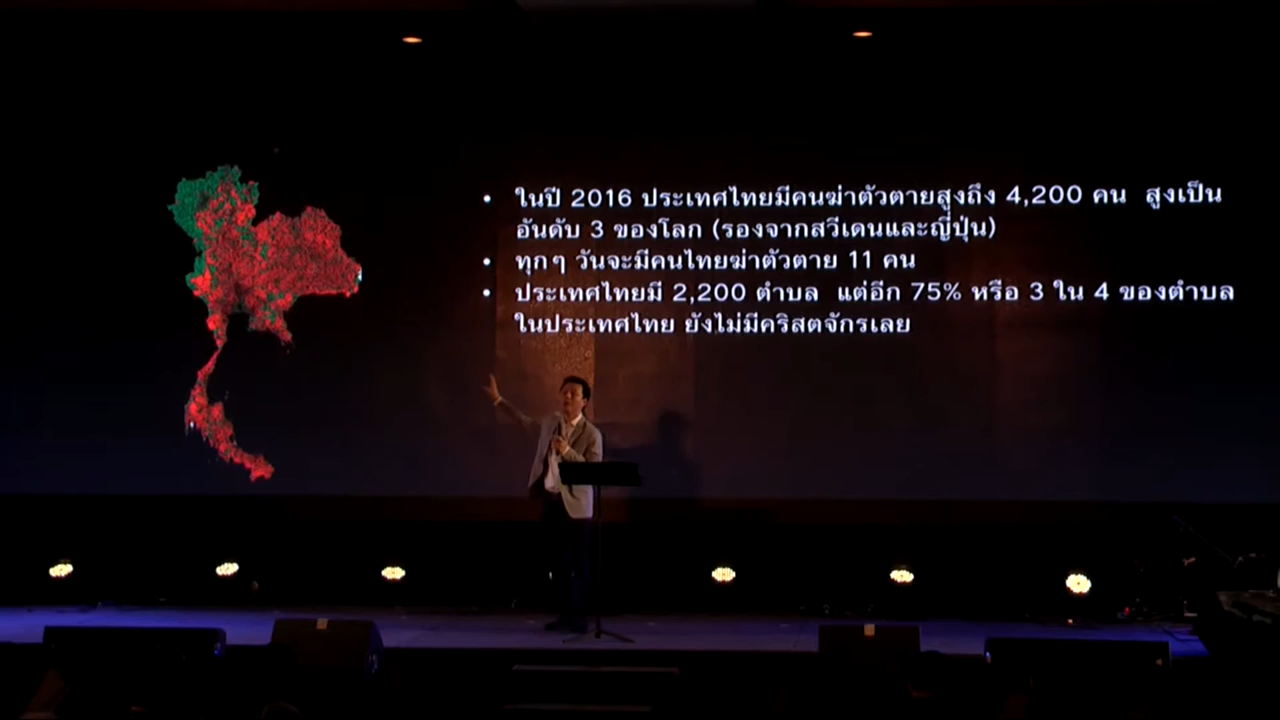 • ในปี 2016 ประเทศไทยมีคนฆ่าตัวตายสูงถึง 4,200 คน สูงเป็น
อันดับ 3 ของโลก (รองจากสวีเดนและญี่ปุ่น)
• ทุกๆ วันจะมีคนไทยฆ่าตัวตาย 11 คน
• ประเทศไทยมี 2,200 ตำบล แต่อีก 75% หรือ 3 ใน 4 ของตำบล
ในประเทศไทย ยังไม่มีคริสตจักรเลย